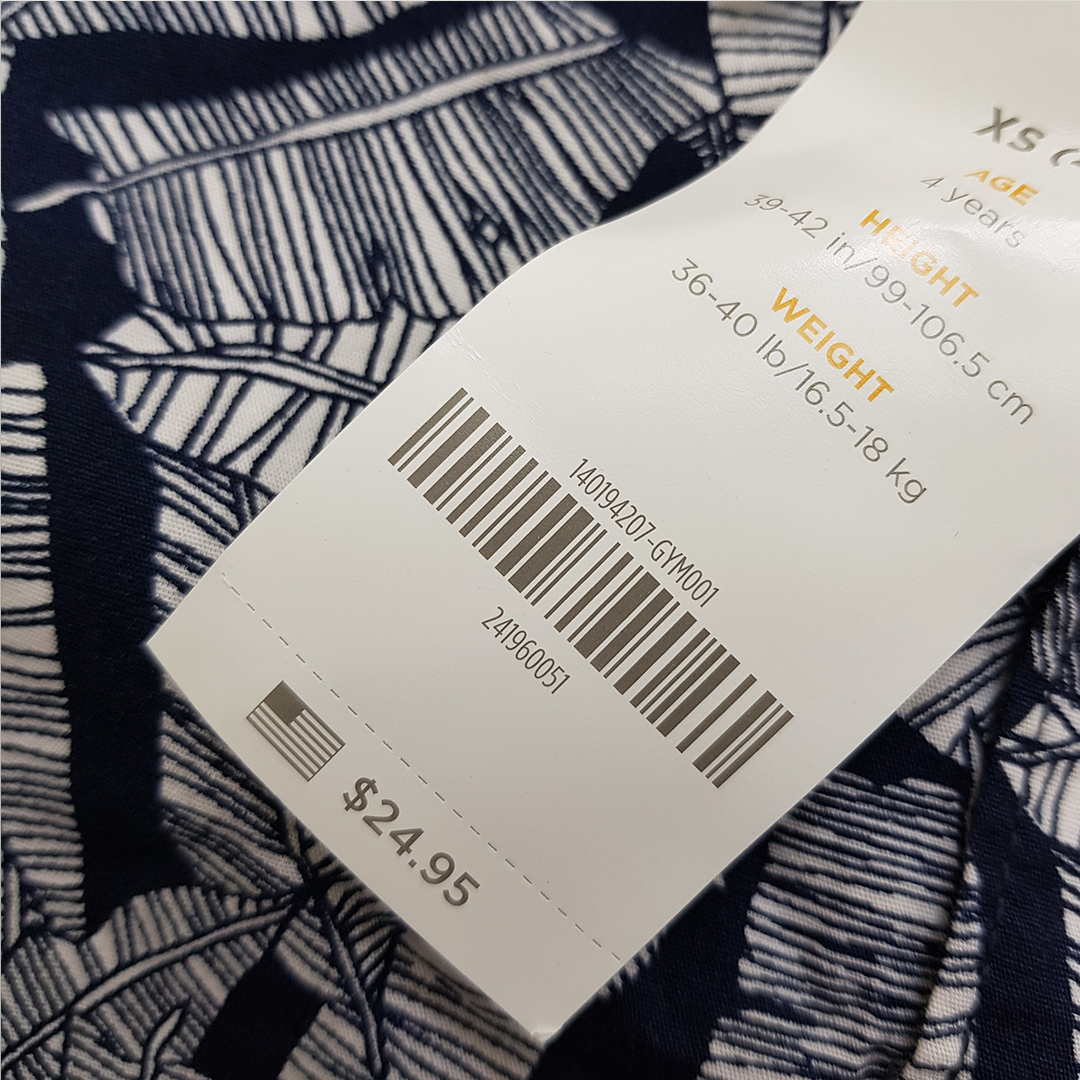 XS (4
AGE
4 years
HEIGHT
39-42 in/99-106.5 cm
WEIGHT
36-40 lb/16.5-18 kg
140194207-GYM001
241960051
$24.95